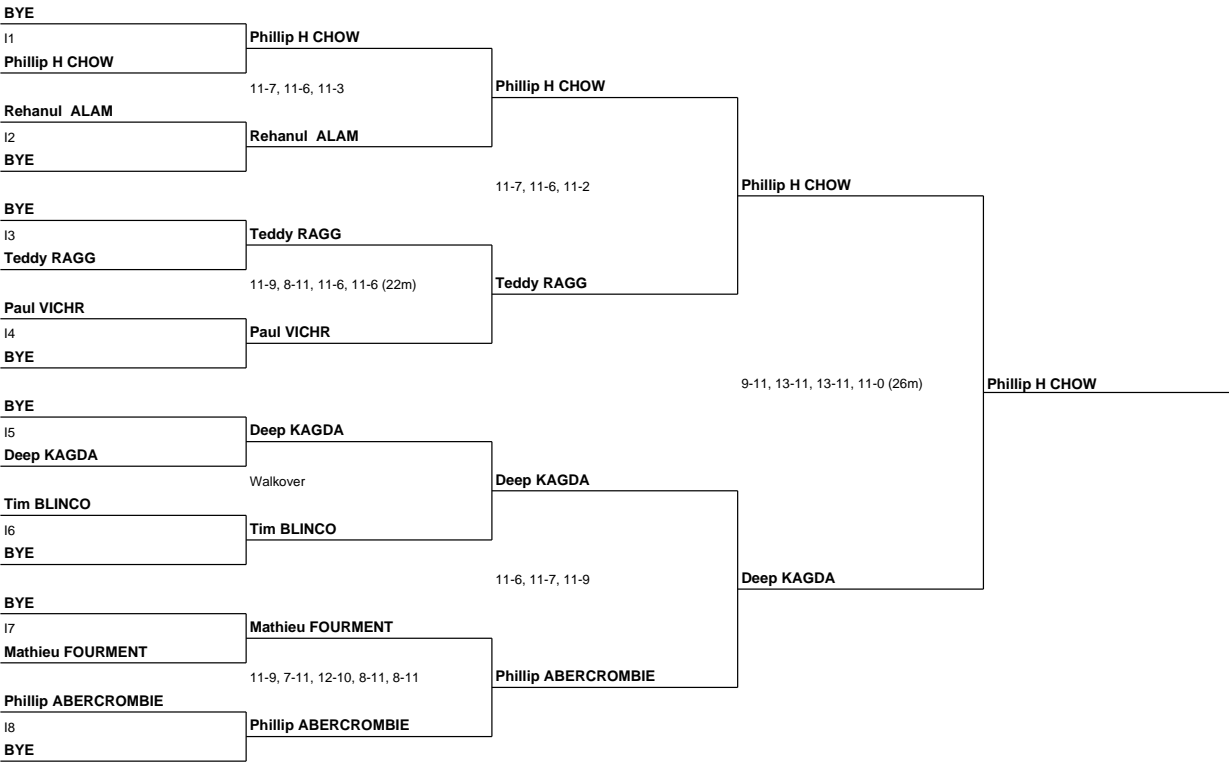 BYE
I1
Phillip H CHOW
Phillip H CHOW
11-7, 11-6, 11-3
Phillip H CHOW
Rehanul  ALAM
I2
Rehanul  ALAM
BYE
11-7, 11-6, 11-2
Phillip H CHOW
BYE
I3
Teddy RAGG
Teddy RAGG
11-9, 8-11, 11-6, 11-6 (22m)
Teddy RAGG
Paul VICHR
I4
Paul VICHR
BYE
9-11, 13-11, 13-11, 11-0 (26m)
Phillip H CHOW
BYE
I5
Deep KAGDA
Deep KAGDA
Walkover
Deep KAGDA
Tim BLINCO
I6
Tim BLINCO
BYE
11-6, 11-7, 11-9
Deep KAGDA
BYE
I7
Mathieu FOURMENT
Mathieu FOURMENT
11-9, 7-11, 12-10, 8-11, 8-11
Phillip ABERCROMBIE
Phillip ABERCROMBIE
I8
Phillip ABERCROMBIE
BYE